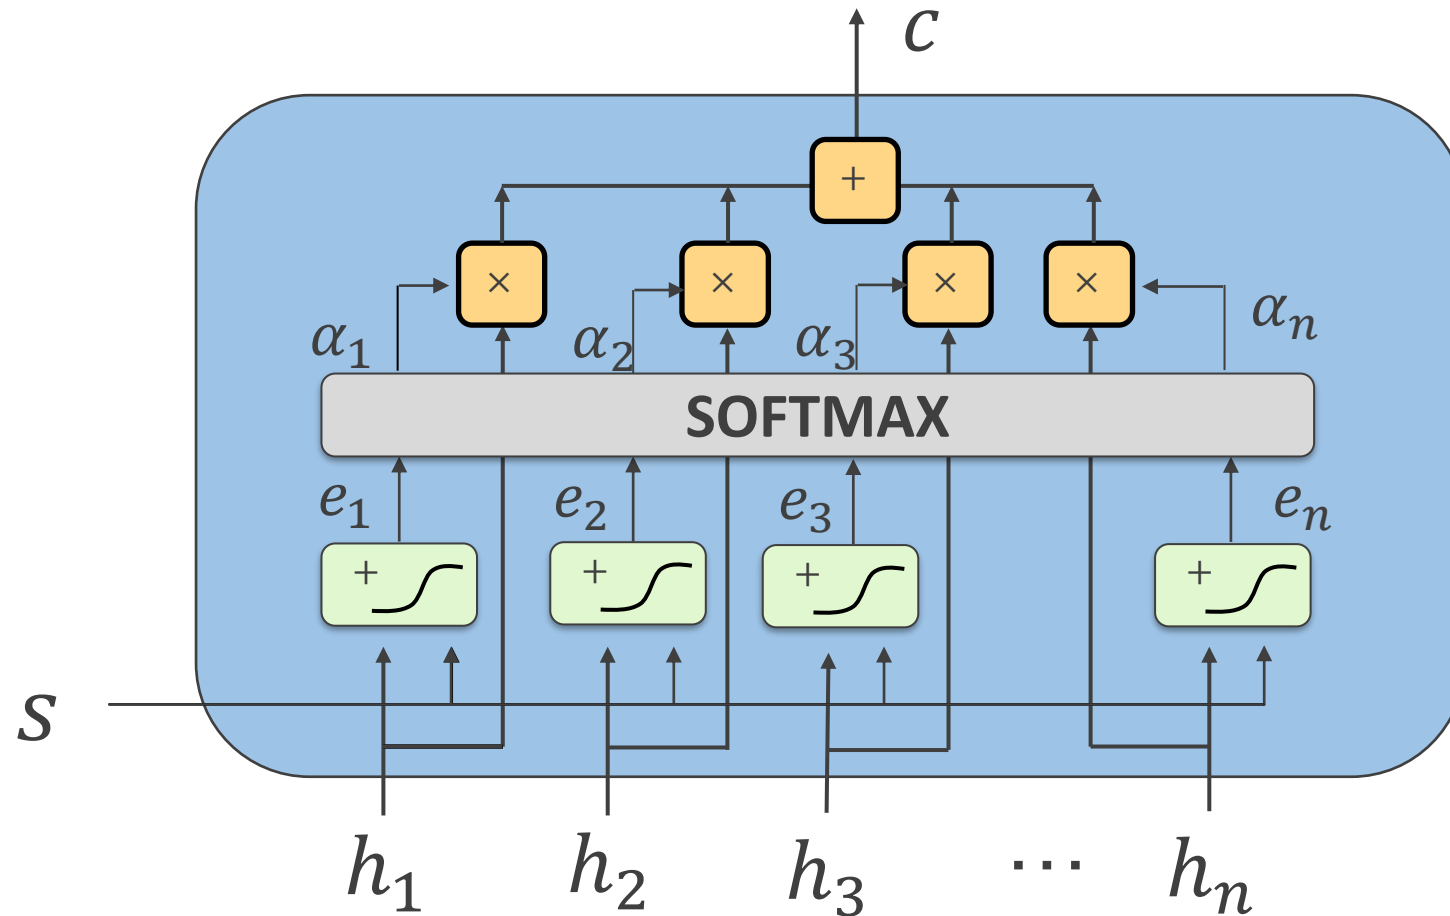 c
+
× × × ×
α₁ α₂ α₃ αₙ
SOFTMAX
e₁ e₂ e₃ eₙ
+ + + +
s
h₁ h₂ h₃ ⋯ hₙ